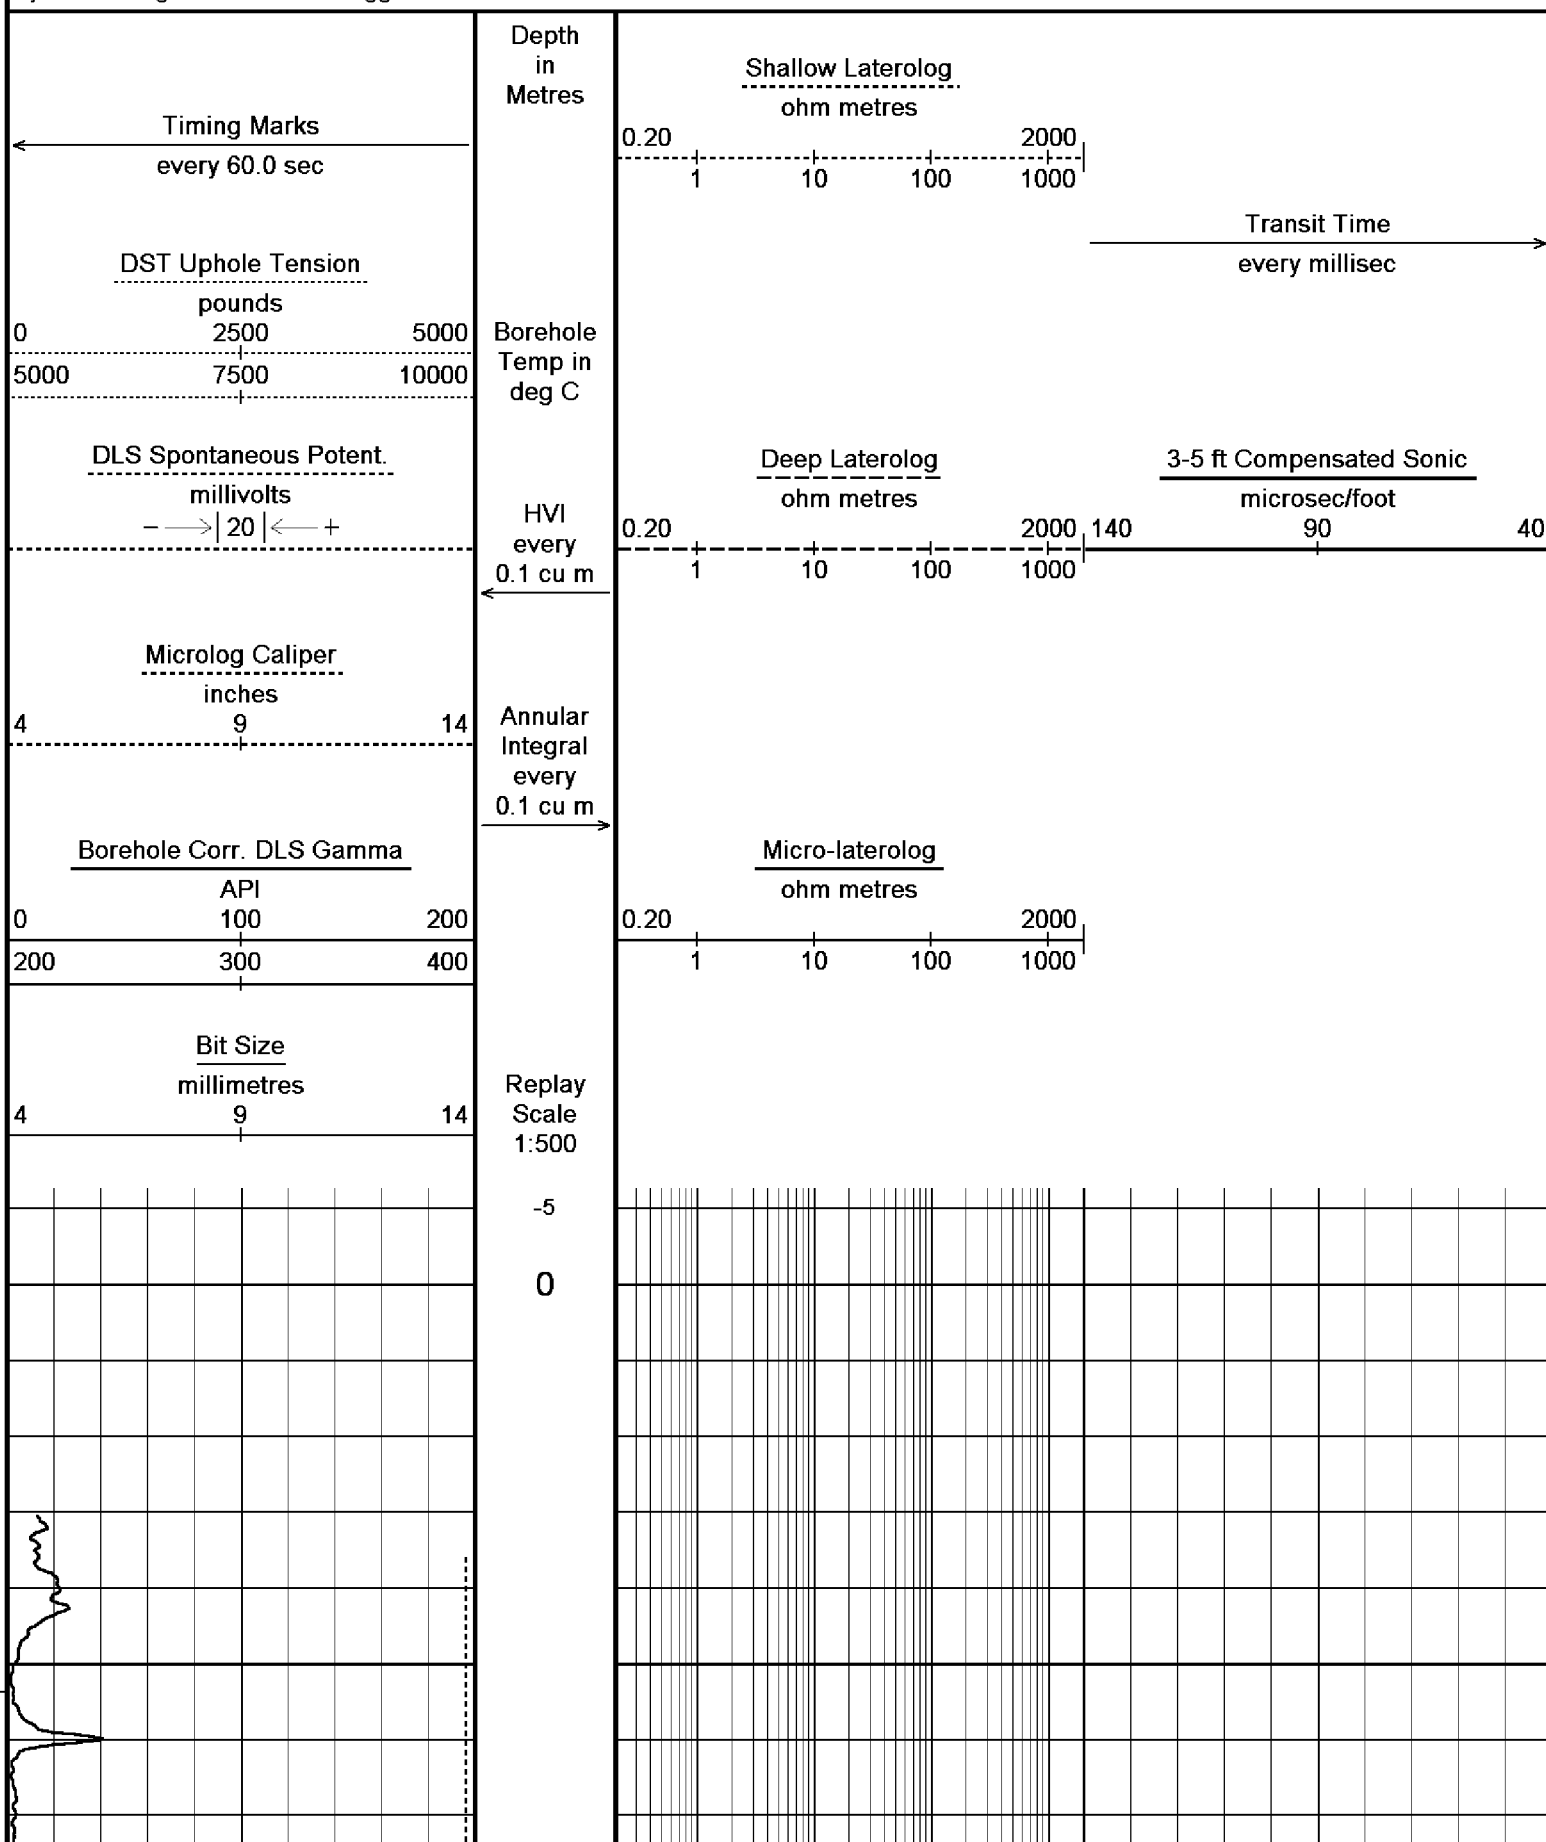 Timing Marks
every 60.0 sec
DST Uphole Tension
pounds
0 2500 5000
5000 7500 10000
DLS Spontaneous Potent.
millivolts
− → | 20 | ← +
Microlog Caliper
inches
4 9 14
Borehole Corr. DLS Gamma
API
0 100 200
200 300 400
Bit Size
millimetres
4 9 14
Depth
in
Metres
Borehole
Temp in
deg C
HVI
every
0.1 cu m
Annular
Integral
every
0.1 cu m
Replay
Scale
1:500
-5
0
Shallow Laterolog
ohm metres
0.20 2000
1 10 100 1000
Transit Time
every millisec
Deep Laterolog
ohm metres
0.20 2000
1 10 100 1000
3-5 ft Compensated Sonic
microsec/foot
140 90 40
Micro-laterolog
ohm metres
0.20 2000
1 10 100 1000